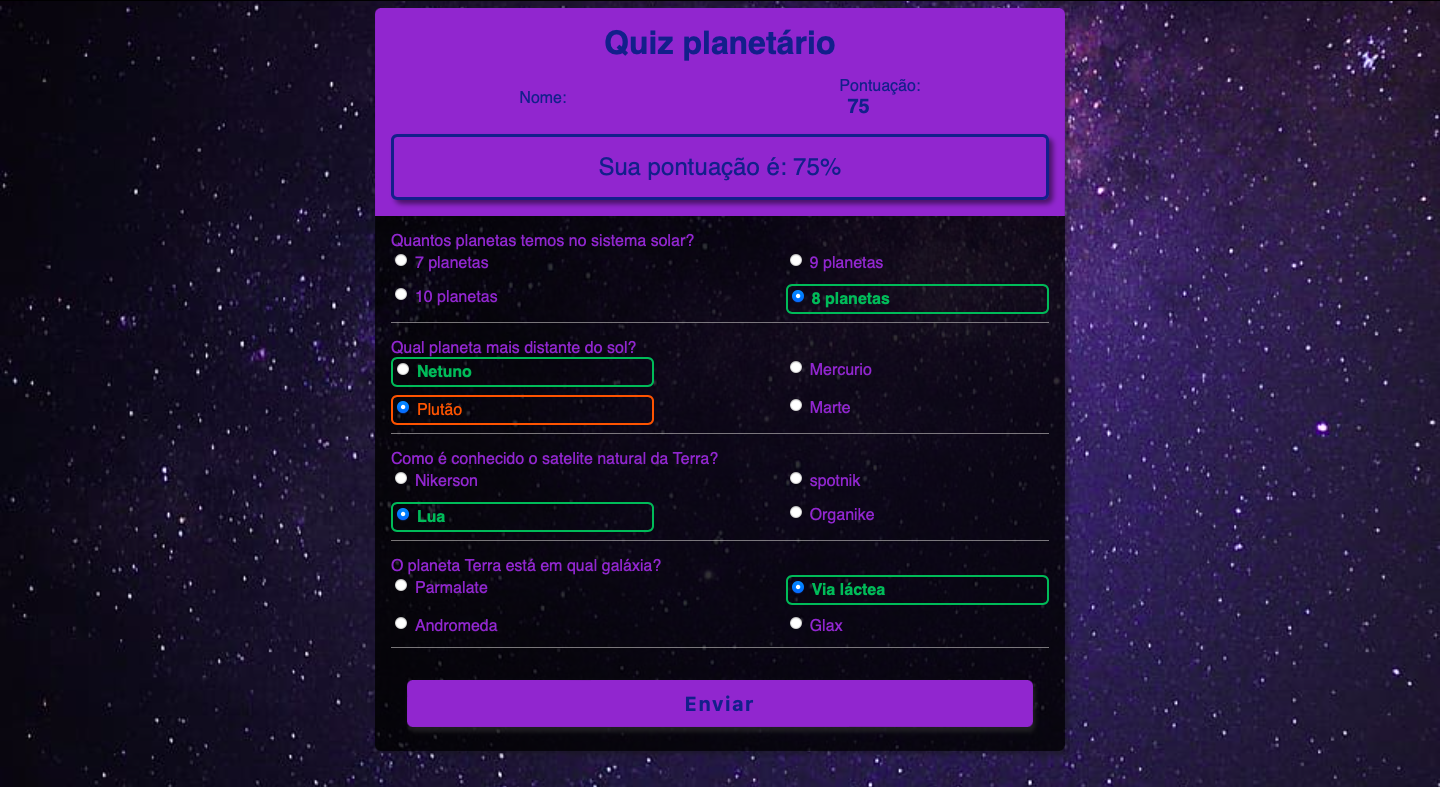 Quiz planetário
Nome:
Pontuação:
75
Sua pontuação é: 75%
Quantos planetas temos no sistema solar?
7 planetas
9 planetas
10 planetas
8 planetas
Qual planeta mais distante do sol?
Netuno
Mercurio
Plutão
Marte
Como é conhecido o satelite natural da Terra?
Nikerson
spotnik
Lua
Organike
O planeta Terra está em qual galáxia?
Parmalate
Via láctea
Andromeda
Glax
Enviar